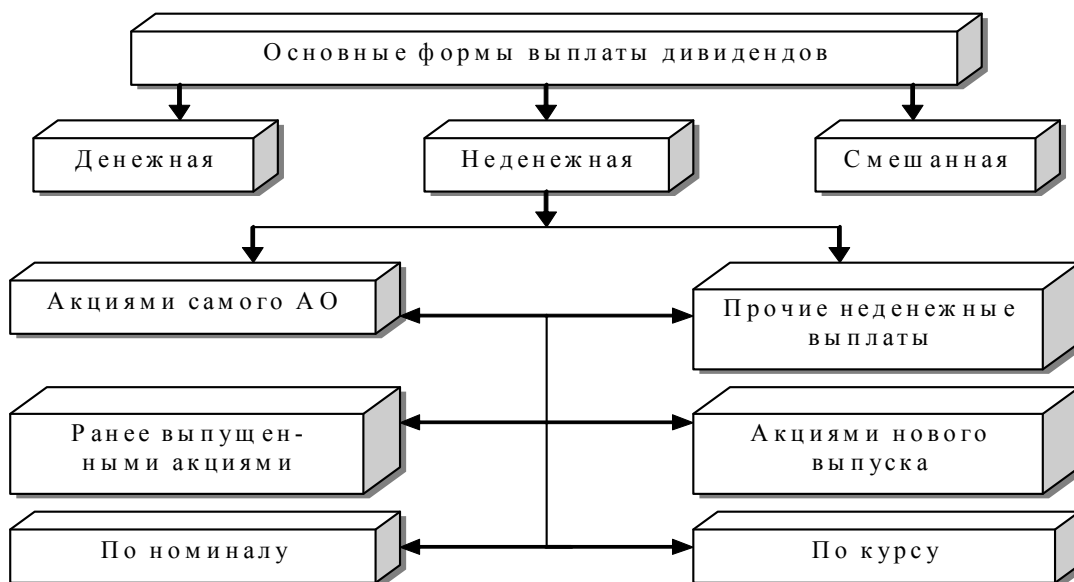 Основные формы выплаты дивидендов
Денежная
Неденежная
Смешанная
Акциями самого АО
Прочие неденежные
выплаты
Ранее выпущен-
ными акциями
Акциями нового
выпуска
По номиналу
По курсу